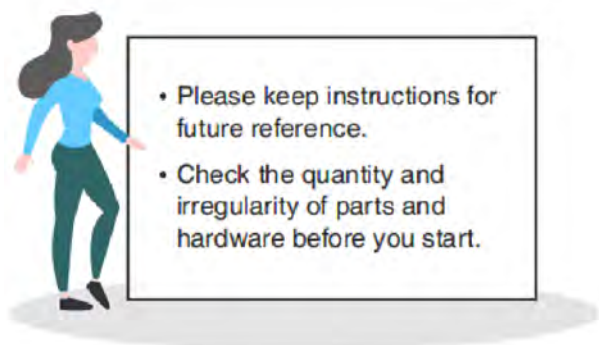 • Please keep instructions for
future reference.
• Check the quantity and
irregularity of parts and
hardware before you start.